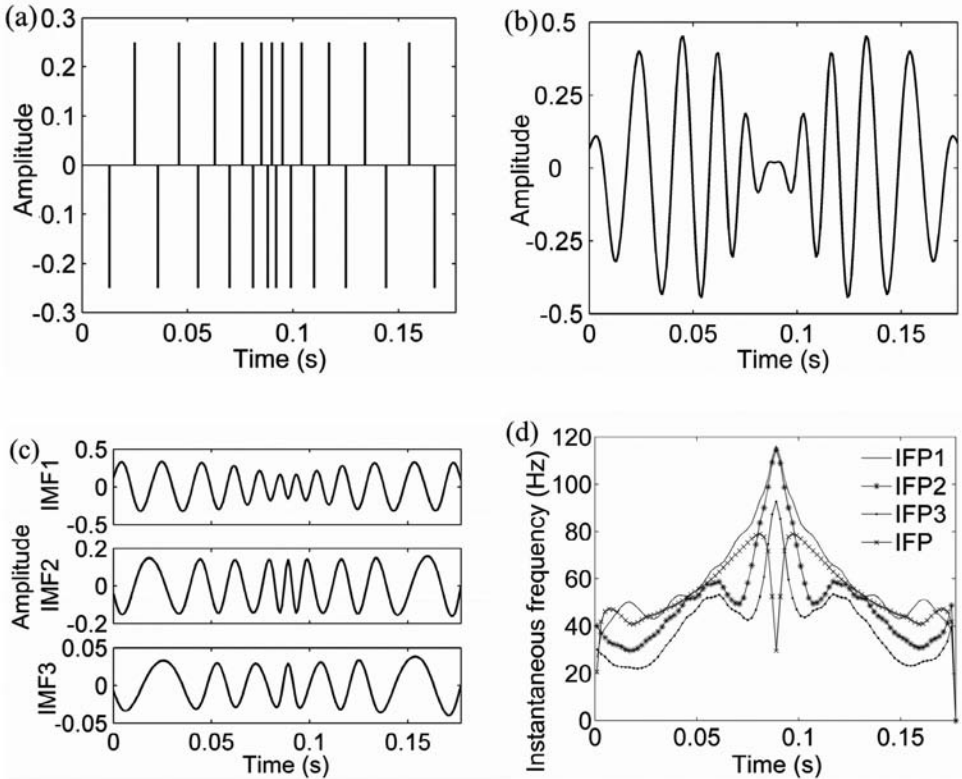 (a)
0.3
0.2
0.1
0
-0.1
-0.2
-0.3
Amplitude
0 0.05 0.1 0.15
Time (s)
(b)
0.5
0.25
0
-0.25
-0.5
Amplitude
0 0.05 0.1 0.15
Time (s)
(c)
Amplitude
IMF1
0.5
0
-0.5
IMF2
0.2
0
-0.2
IMF3
0.05
0
-0.05
0 0.05 0.1 0.15
Time (s)
(d)
Instantaneous frequency (Hz)
120
100
80
60
40
20
0
IFP1
IFP2
IFP3
IFP
0 0.05 0.1 0.15
Time (s)